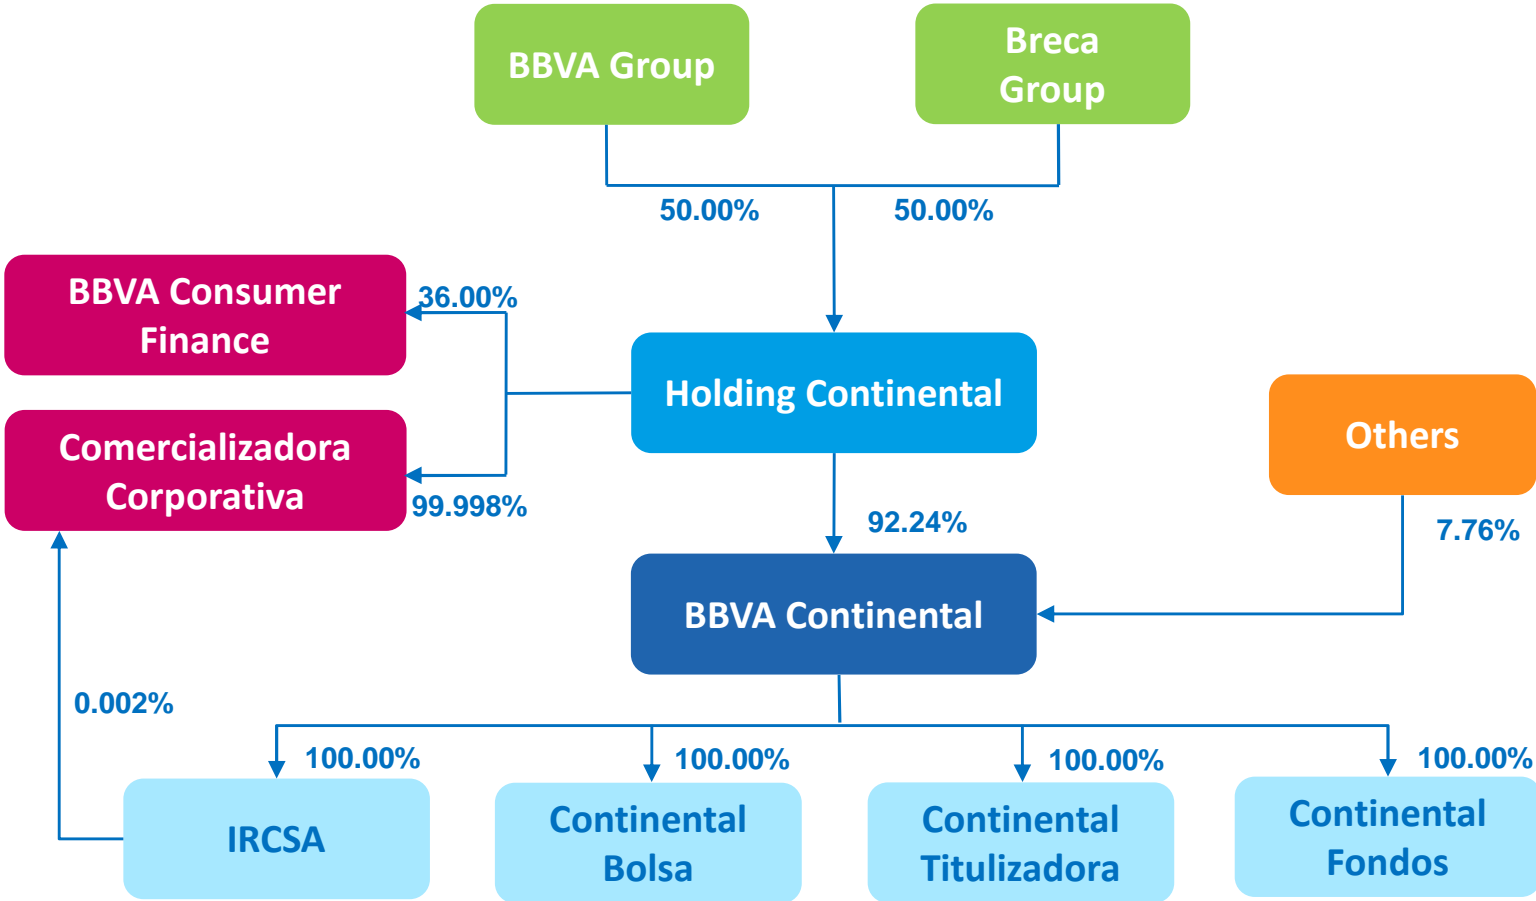 BBVA Group
Breca
Group
50.00%
50.00%
BBVA Consumer
Finance
36.00%
Holding Continental
Others
Comercializadora
Corporativa
99.998%
92.24%
7.76%
BBVA Continental
0.002%
100.00%
100.00%
100.00%
100.00%
IRCSA
Continental
Bolsa
Continental
Titulizadora
Continental
Fondos